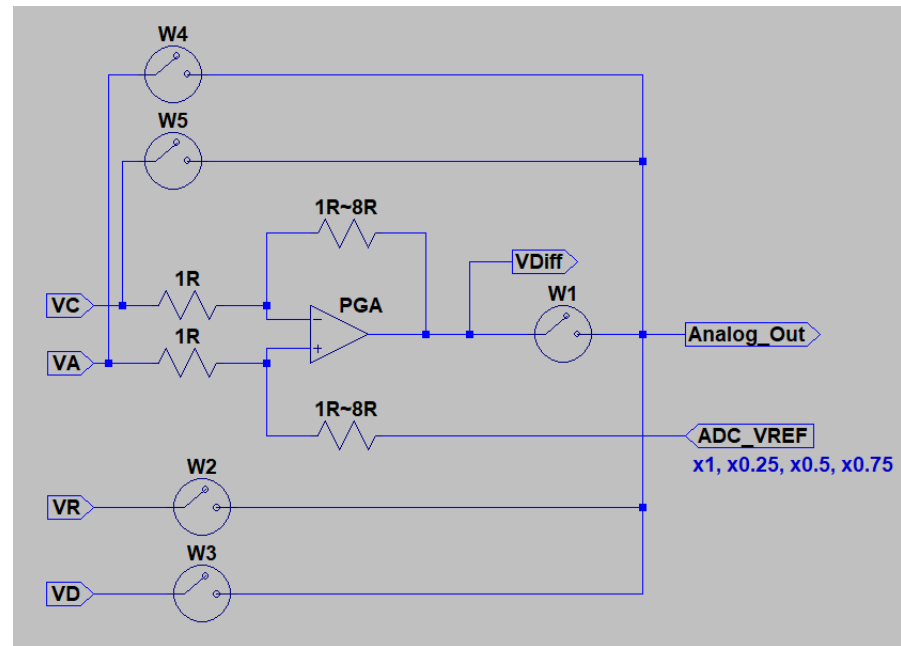 W4
W5
1R~8R
VDiff
1R
PGA
W1
VC
−
1R
Analog_Out
VA
+
1R~8R
ADC_VREF
x1, x0.25, x0.5, x0.75
W2
VR
W3
VD